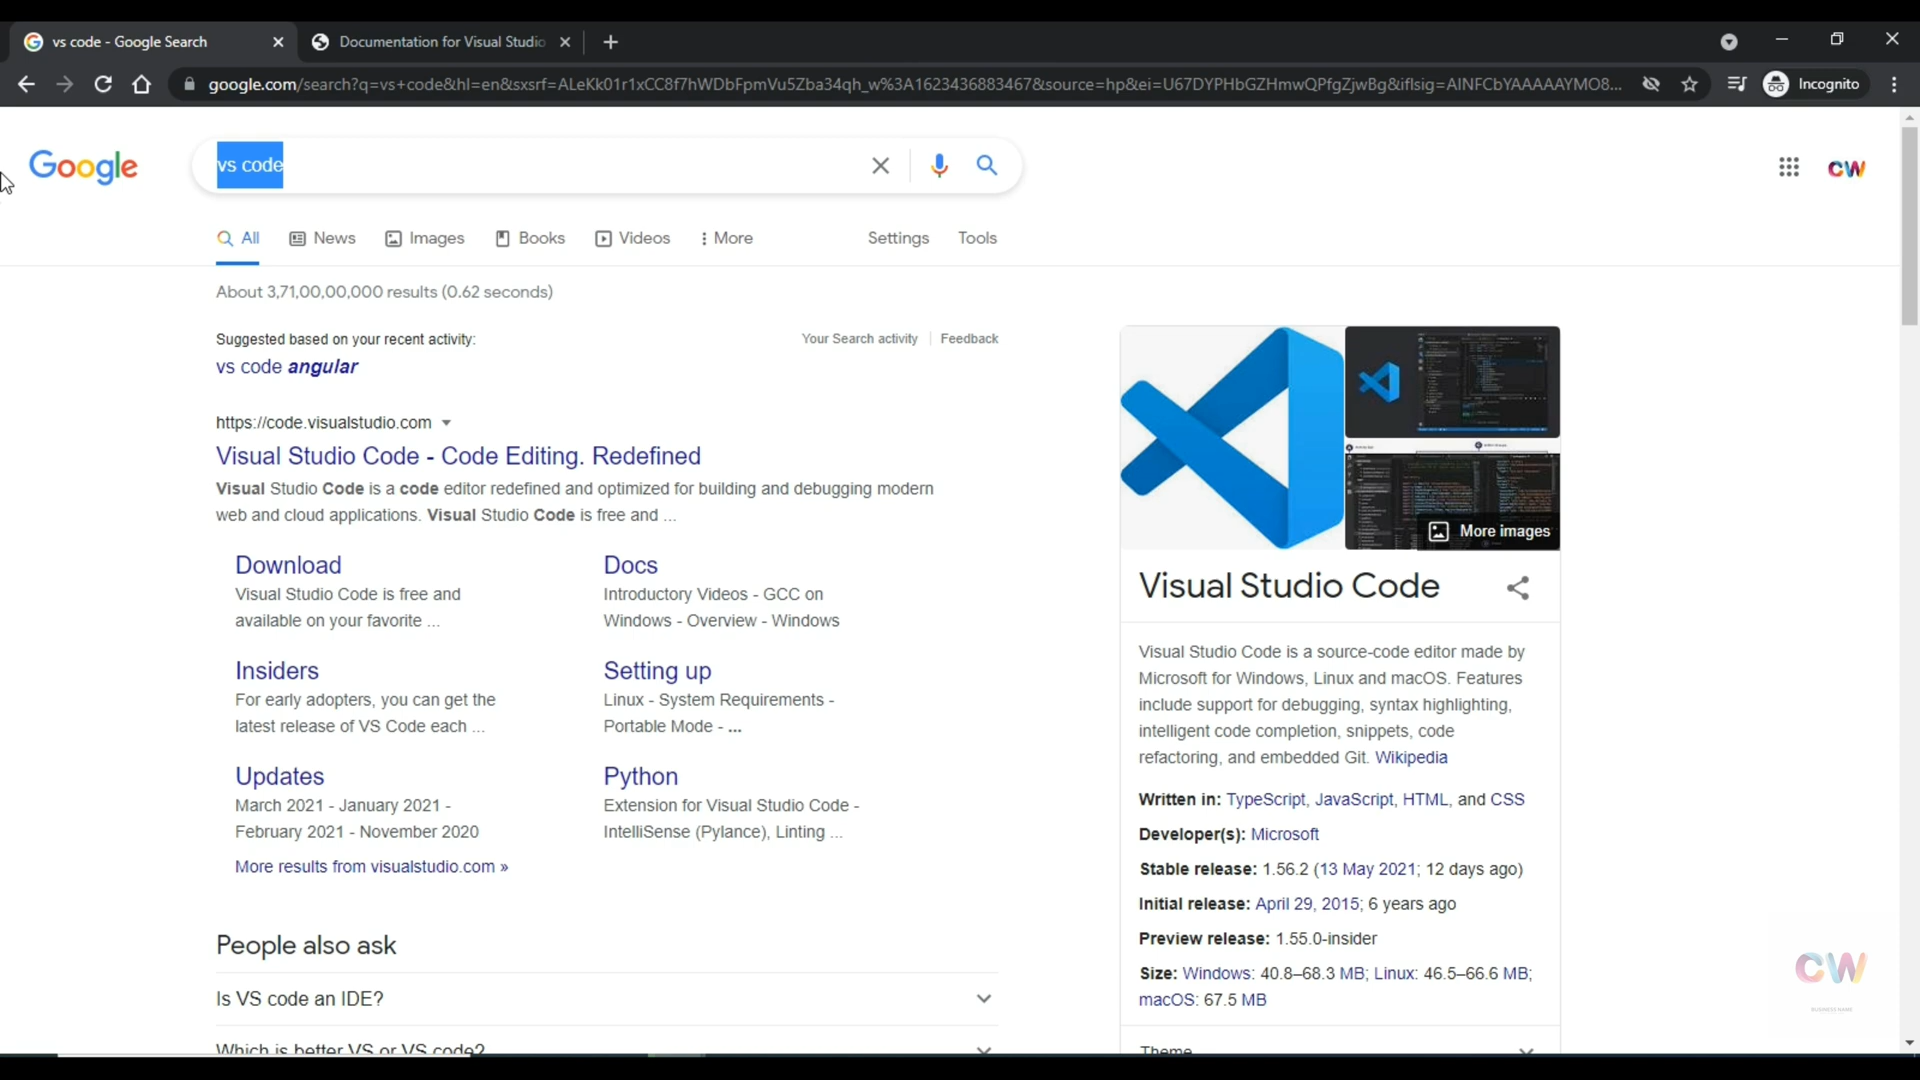 vs code - Google Search
Documentation for Visual Studio
google.com/search?q=vs+code&hl=en&sxsrf=ALeKk01r1xCC8f7hWDbFpmVu5Zba34qh_w%3A1623436883467&source=hp&ei=U67DYPHbGZHmwQPfgZjwBg&iflsig=AINFCbYAAAAAYMO8...
Incognito
Google
vs code
CW
All
News
Images
Books
Videos
More
Settings
Tools
About 3,71,00,00,000 results (0.62 seconds)
Suggested based on your recent activity:
Your Search activity
Feedback
vs code angular
https://code.visualstudio.com
Visual Studio Code - Code Editing. Redefined
Visual Studio Code is a code editor redefined and optimized for building and debugging modern
web and cloud applications. Visual Studio Code is free and ...
Download
Visual Studio Code is free and
available on your favorite ...
Docs
Introductory Videos - GCC on
Windows - Overview - Windows
Insiders
For early adopters, you can get the
latest release of VS Code each ...
Setting up
Linux - System Requirements -
Portable Mode - ...
Updates
March 2021 - January 2021 -
February 2021 - November 2020
Python
Extension for Visual Studio Code -
IntelliSense (Pylance), Linting ...
More results from visualstudio.com »
People also ask
Is VS code an IDE?
Which is better VS or VS code?
More images
Visual Studio Code
Visual Studio Code is a source-code editor made by
Microsoft for Windows, Linux and macOS. Features
include support for debugging, syntax highlighting,
intelligent code completion, snippets, code
refactoring, and embedded Git. Wikipedia
Written in: TypeScript, JavaScript, HTML, and CSS
Developer(s): Microsoft
Stable release: 1.56.2 (13 May 2021; 12 days ago)
Initial release: April 29, 2015; 6 years ago
Preview release: 1.55.0-insider
Size: Windows: 40.8–68.3 MB; Linux: 46.5–66.6 MB;
macOS: 67.5 MB
Theme
CW
BUSINESS NAME